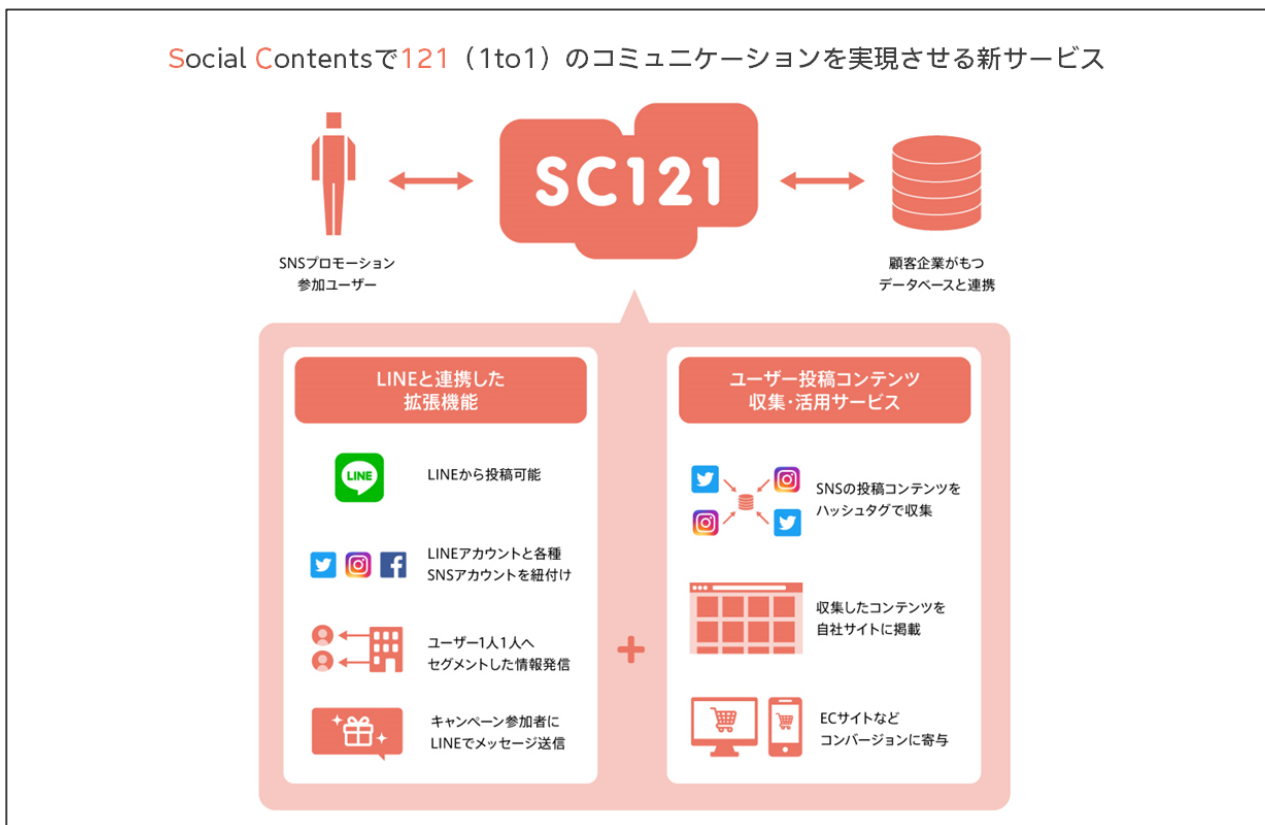 Social Contentsで121（1to1）のコミュニケーションを実現させる新サービス
SC121
SNSプロモーション
参加ユーザー
顧客企業がもつ
データベースと連携
LINEと連携した
拡張機能
LINE
LINEから投稿可能
LINEアカウントと各種
SNSアカウントを紐付け
ユーザー1人1人へ
セグメントした情報発信
キャンペーン参加者に
LINEでメッセージ送信
+
ユーザー投稿コンテンツ
収集・活用サービス
SNSの投稿コンテンツを
ハッシュタグで収集
収集したコンテンツを
自社サイトに掲載
ECサイトなど
コンバージョンに寄与